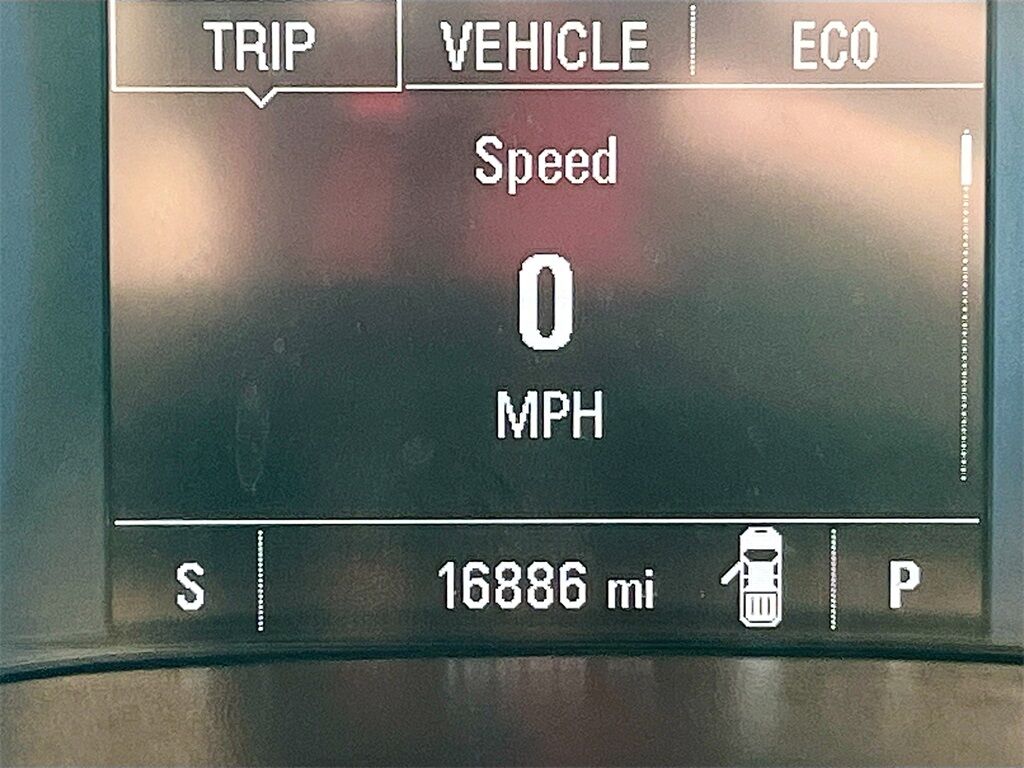 TRIP VEHICLE ECO
Speed
0
MPH
S 16886 mi P